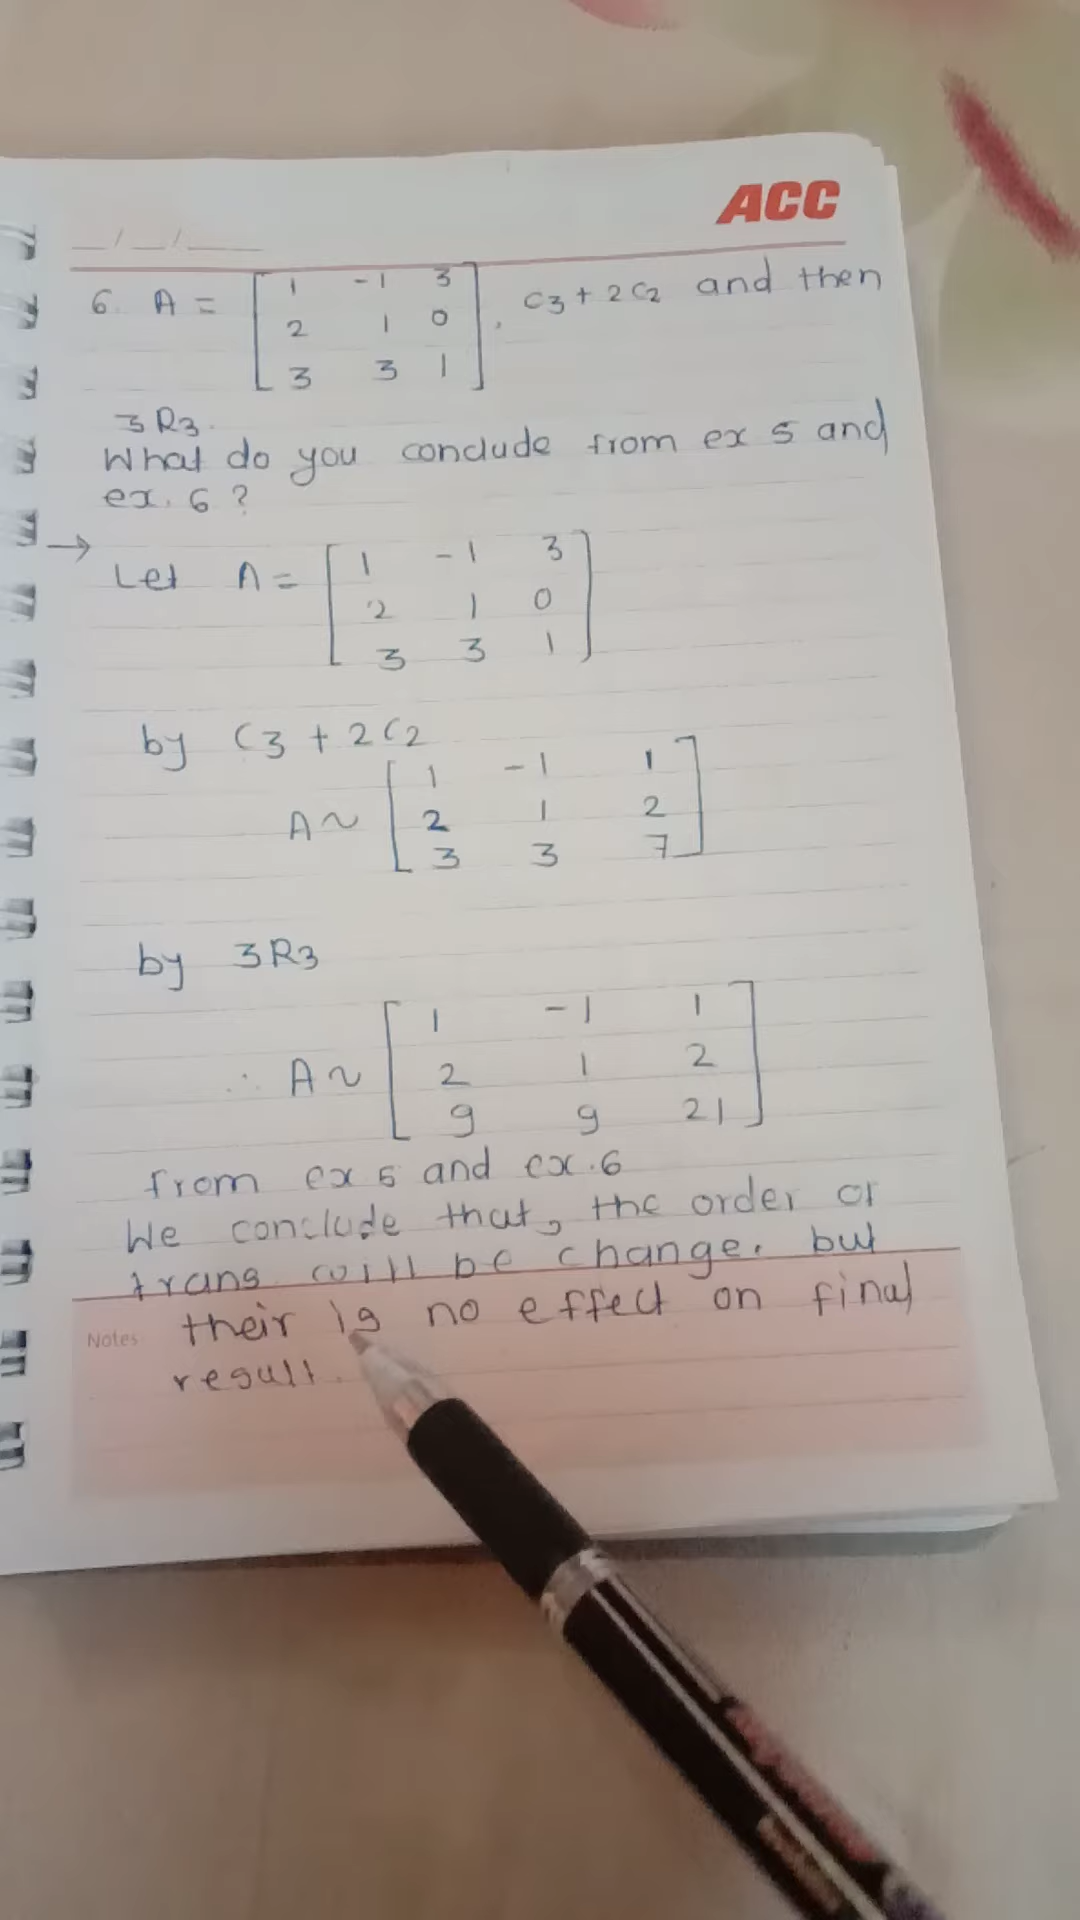 ACC
__/__/____
6. A = [ 1 -1 3
2 1 0
3 3 1 ], C3 + 2C2 and then
3R3.
What do you conclude from ex 5 and
ex. 6 ?
→ Let A = [ 1 -1 3
2 1 0
3 3 1 ]
by C3 + 2C2
A ~ [ 1 -1 1
2 1 2
3 3 7 ]
by 3R3
∴ A ~ [ 1 -1 1
2 1 2
9 9 21 ]
from ex 5 and ex.6
We conclude that, the order of
trans will be change. but
Notes their is no effect on final
result.